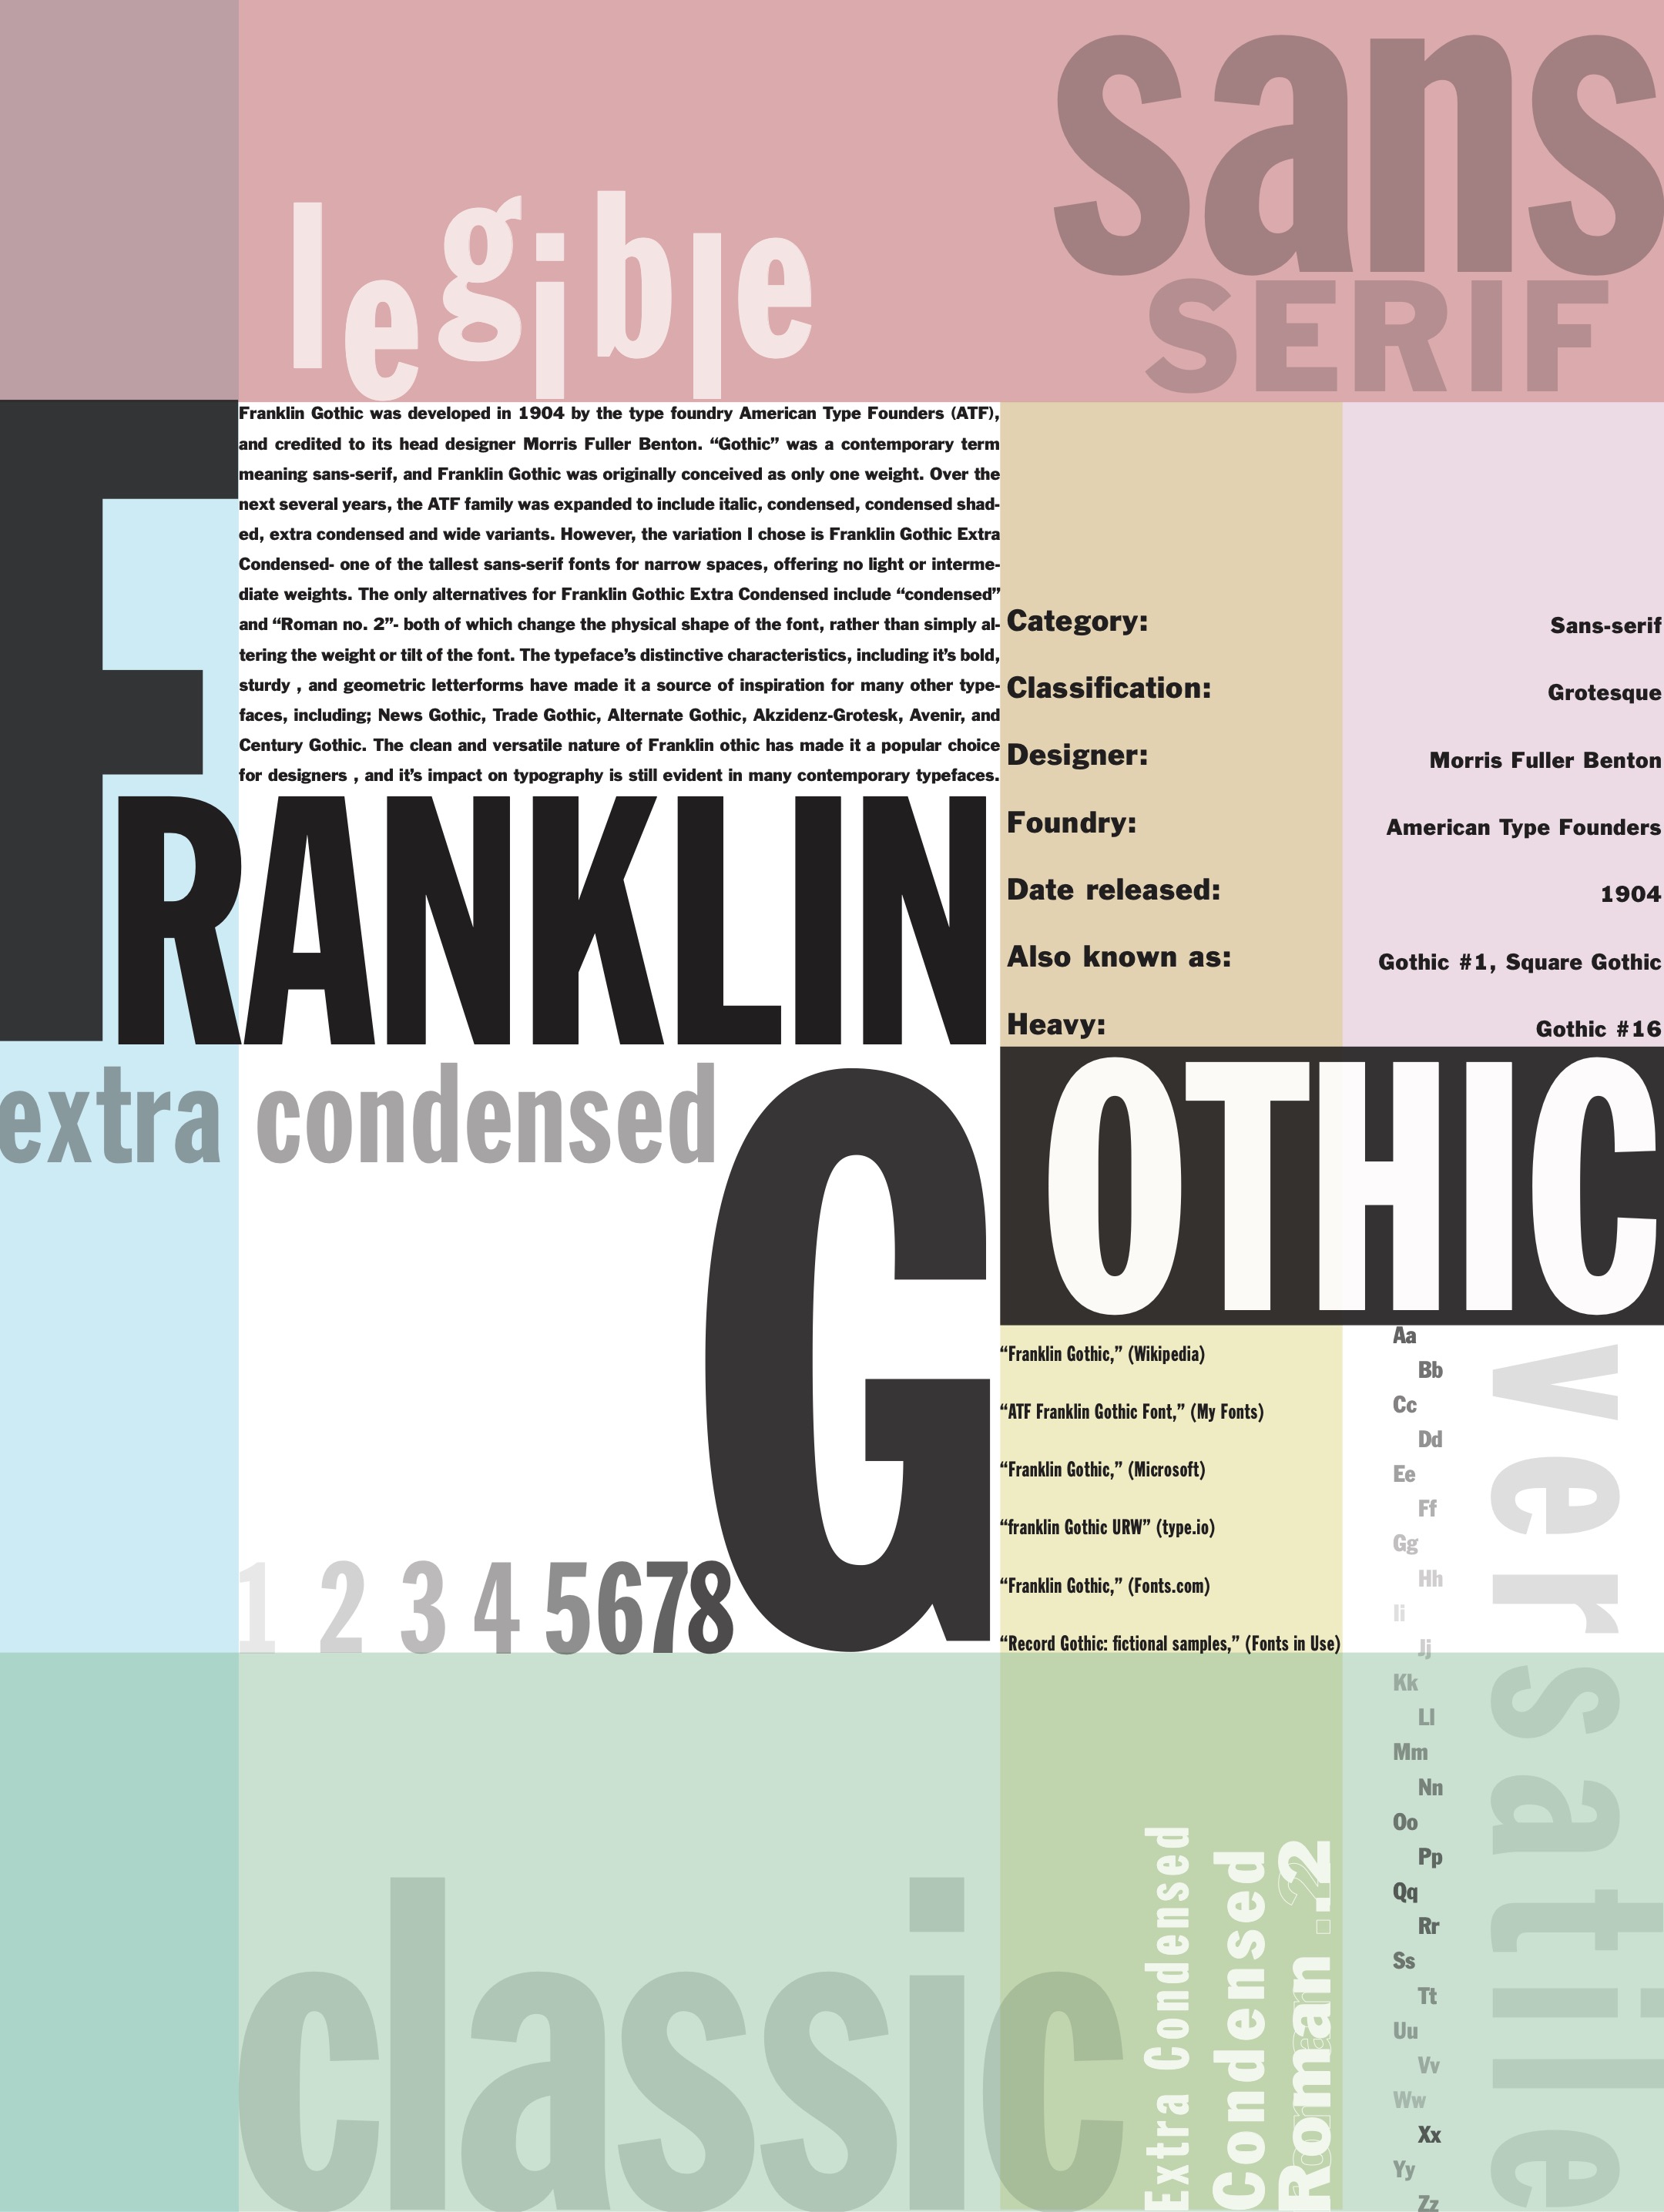 sans
SERIF
legible
Franklin Gothic was developed in 1904 by the type foundry American Type Founders (ATF),
and credited to its head designer Morris Fuller Benton. “Gothic” was a contemporary term
meaning sans-serif, and Franklin Gothic was originally conceived as only one weight. Over the
next several years, the ATF family was expanded to include italic, condensed, condensed shad-
ed, extra condensed and wide variants. However, the variation I chose is Franklin Gothic Extra
Condensed- one of the tallest sans-serif fonts for narrow spaces, offering no light or interme-
diate weights. The only alternatives for Franklin Gothic Extra Condensed include “condensed”
and “Roman no. 2”- both of which change the physical shape of the font, rather than simply al-
tering the weight or tilt of the font. The typeface’s distinctive characteristics, including it’s bold,
sturdy , and geometric letterforms have made it a source of inspiration for many other type-
faces, including; News Gothic, Trade Gothic, Alternate Gothic, Akzidenz-Grotesk, Avenir, and
Century Gothic. The clean and versatile nature of Franklin othic has made it a popular choice
for designers , and it’s impact on typography is still evident in many contemporary typefaces.
Category: Sans-serif
Classification: Grotesque
Designer: Morris Fuller Benton
Foundry: American Type Founders
Date released: 1904
Also known as: Gothic #1, Square Gothic
Heavy: Gothic #16
FRANKLIN
extra condensed
GOTHIC
1 2 3 4 5678
“Franklin Gothic,” (Wikipedia)
“ATF Franklin Gothic Font,” (My Fonts)
“Franklin Gothic,” (Microsoft)
“franklin Gothic URW” (type.io)
“Franklin Gothic,” (Fonts.com)
“Record Gothic: fictional samples,” (Fonts in Use)
Aa
Bb
Cc
Dd
Ee
Ff
Gg
Hh
Ii
Jj
Kk
Ll
Mm
Nn
Oo
Pp
Qq
Rr
Ss
Tt
Uu
Vv
Ww
Xx
Yy
Zz
versatile
classic
Extra Condensed
Condensed
Roman .2